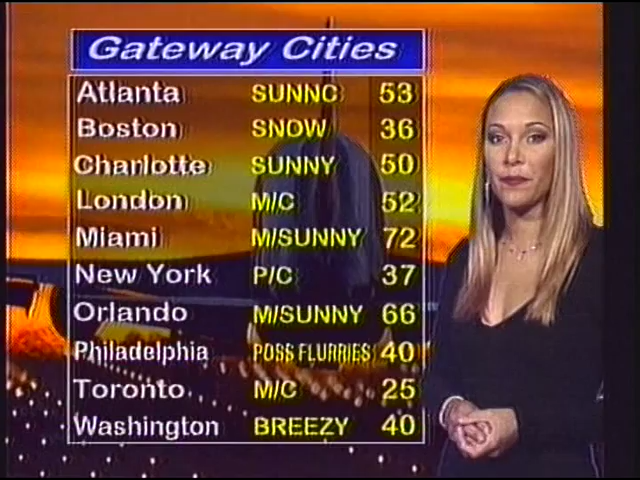 Gateway Cities
Atlanta SUNNC 53
Boston SNOW 36
Charlotte SUNNY 50
London M/C 52
Miami M/SUNNY 72
New York P/C 37
Orlando M/SUNNY 66
Philadelphia POSS FLURRIES 40
Toronto M/C 25
Washington BREEZY 40